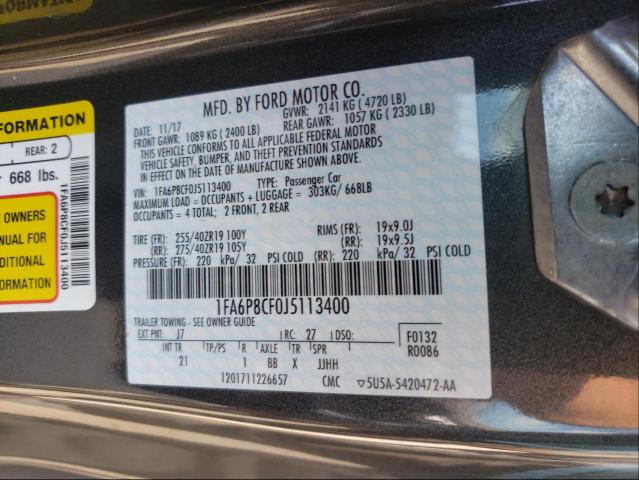 FORMATION
REAR: 2
668 lbs.
1FA6P8CF0J5113400
OWNERS
NUAL FOR
DITIONAL
RMATION
MFD. BY FORD MOTOR CO.
11/17 GVWR: 2141 KG ( 4720 LB)
FRONT GAWR: 1089 KG ( 2400 LB) REAR GAWR: 1057 KG ( 2330 LB)
THIS VEHICLE CONFORMS TO ALL APPLICABLE FEDERAL MOTOR
VEHICLE SAFETY, BUMPER, AND THEFT PREVENTION STANDARDS
IN EFFECT ON THE DATE OF MANUFACTURE SHOWN ABOVE.
VIN: 1FA6P8CF0J5113400 TYPE: Passenger Car
MAXIMUM LOAD = OCCUPANTS + LUGGAGE = 303KG/ 668LB
OCCUPANTS = 4 TOTAL; 2 FRONT, 2 REAR
TIRE (FR): 255/40ZR19 100Y RIMS (FR): 19x9.0J
(RR): 275/40ZR19 105Y (RR): 19x9.5J
PRESSURE (FR): 220 kPa/ 32 PSI COLD (RR): 220 kPa/ 32 PSI COLD
1FA6P8CF0J5113400
TRAILER TOWING - SEE OWNER GUIDE
EXT PNT: J7 RC: 27 DSO: F0132
INT TR TP/PS R AXLE TR SPR R0086
21 1 BB X JJHH
1201711226657 CMC 5U5A-5420472-AA